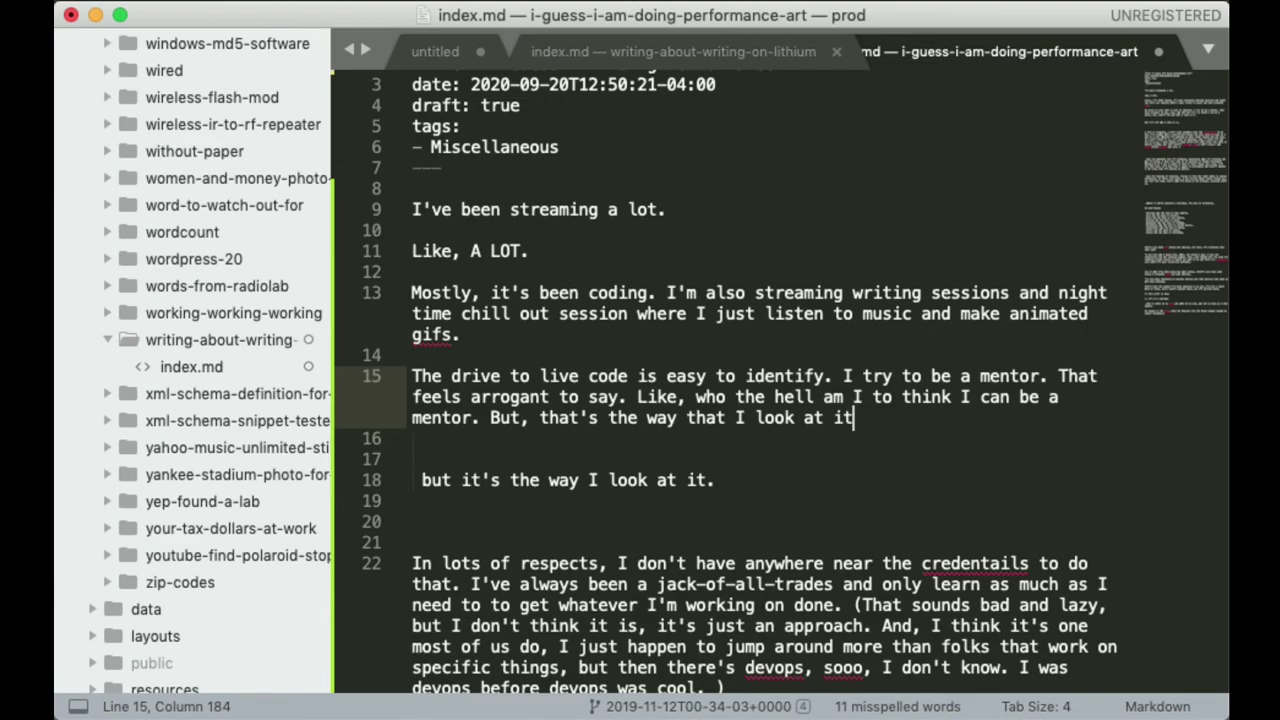 index.md — i-guess-i-am-doing-performance-art — prod
UNREGISTERED
untitled
index.md — writing-about-writing-on-lithium
md — i-guess-i-am-doing-performance-art
windows-md5-software
wired
wireless-flash-mod
wireless-ir-to-rf-repeater
without-paper
women-and-money-photo-
word-to-watch-out-for
wordcount
wordpress-20
words-from-radiolab
working-working-working
writing-about-writing-
index.md
xml-schema-definition-for-
xml-schema-snippet-teste
yahoo-music-unlimited-sti
yankee-stadium-photo-for-
yep-found-a-lab
your-tax-dollars-at-work
youtube-find-polaroid-stop
zip-codes
data
layouts
public
resources
3 date: 2020-09-20T12:50:21-04:00
4 draft: true
5 tags:
6 - Miscellaneous
7 ---
8
9 I've been streaming a lot.
10
11 Like, A LOT.
12
13 Mostly, it's been coding. I'm also streaming writing sessions and night
time chill out session where I just listen to music and make animated
gifs.
14
15 The drive to live code is easy to identify. I try to be a mentor. That
feels arrogant to say. Like, who the hell am I to think I can be a
mentor. But, that's the way that I look at it
16
17
18 but it's the way I look at it.
19
20
21
22 In lots of respects, I don't have anywhere near the credentails to do
that. I've always been a jack-of-all-trades and only learn as much as I
need to to get whatever I'm working on done. (That sounds bad and lazy,
but I don't think it is, it's just an approach. And, I think it's one
most of us do, I just happen to jump around more than folks that work on
specific things, but then there's devops, sooo, I don't know. I was
devops before devops was cool. )
Line 15, Column 184
2019-11-12T00-34-03+0000 4
11 misspelled words
Tab Size: 4
Markdown